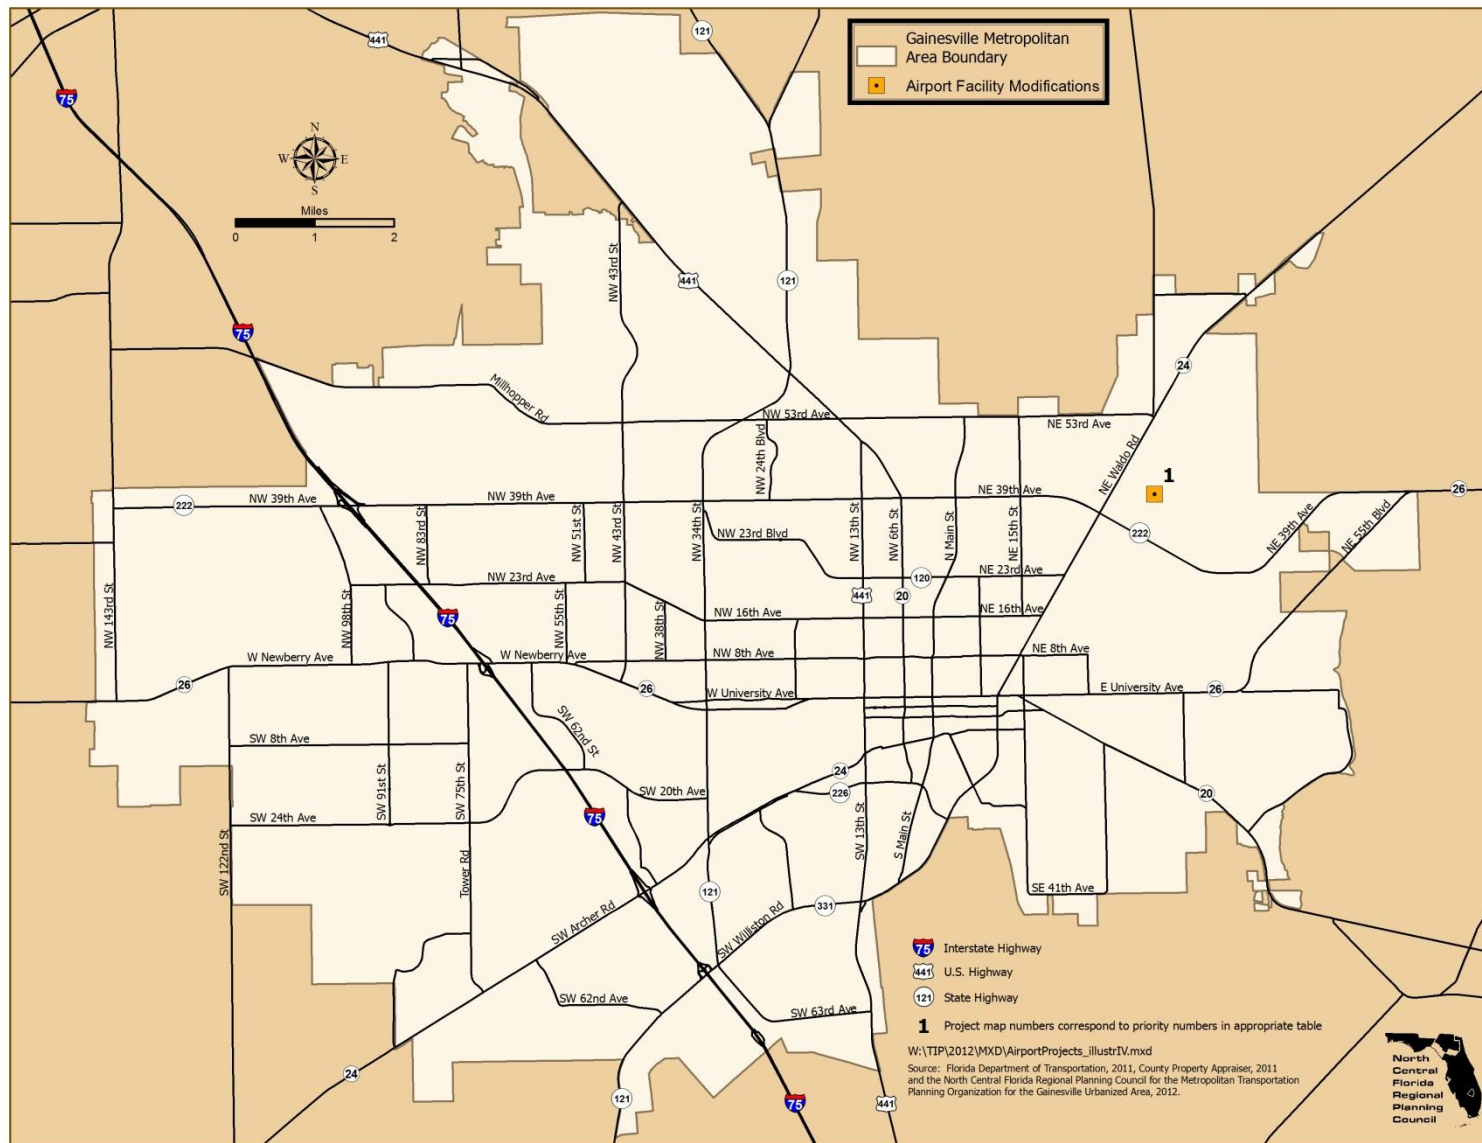 441
121
Gainesville Metropolitan
Area Boundary
Airport Facility Modifications
75
N
W
E
S
Miles
0
1
2
NW 43rd St
441
121
75
24
Millhopper Rd
NW 53rd Ave
NE 53rd Ave
NW 24th Blvd
NE Waldo Rd
1
222
NW 39th Ave
NW 39th Ave
NE 39th Ave
26
NW 83rd St
NW 51st St
NW 43rd St
NW 34th St
NW 23rd Blvd
NW 13th St
NW 6th St
N Main St
NE 15th St
222
NE 39th Ave
NE 55th Blvd
NW 23rd Ave
120
NE 23rd Ave
441
20
NW 143rd St
NW 98th St
75
NW 55th St
NW 38th St
NW 16th Ave
NE 16th Ave
W Newberry Ave
W Newberry Ave
NW 8th Ave
NE 8th Ave
26
26
W University Ave
E University Ave
26
SW 62nd St
SW 8th Ave
SW 91st St
SW 75th St
24
226
SW 20th Ave
20
SW 24th Ave
75
SW 122nd St
Tower Rd
SW 13th St
S Main St
121
SE 41th Ave
331
SW Archer Rd
SW Williston Rd
SW 62nd Ave
SW 63rd Ave
24
121
75
441
75 Interstate Highway
441 U.S. Highway
121 State Highway
1 Project map numbers correspond to priority numbers in appropriate table
W:\TIP\2012\MXD\AirportProjects_illustrIV.mxd
Source: Florida Department of Transportation, 2011, County Property Appraiser, 2011
and the North Central Florida Regional Planning Council for the Metropolitan Transportation
Planning Organization for the Gainesville Urbanized Area, 2012.
North
Central
Florida
Regional
Planning
Council